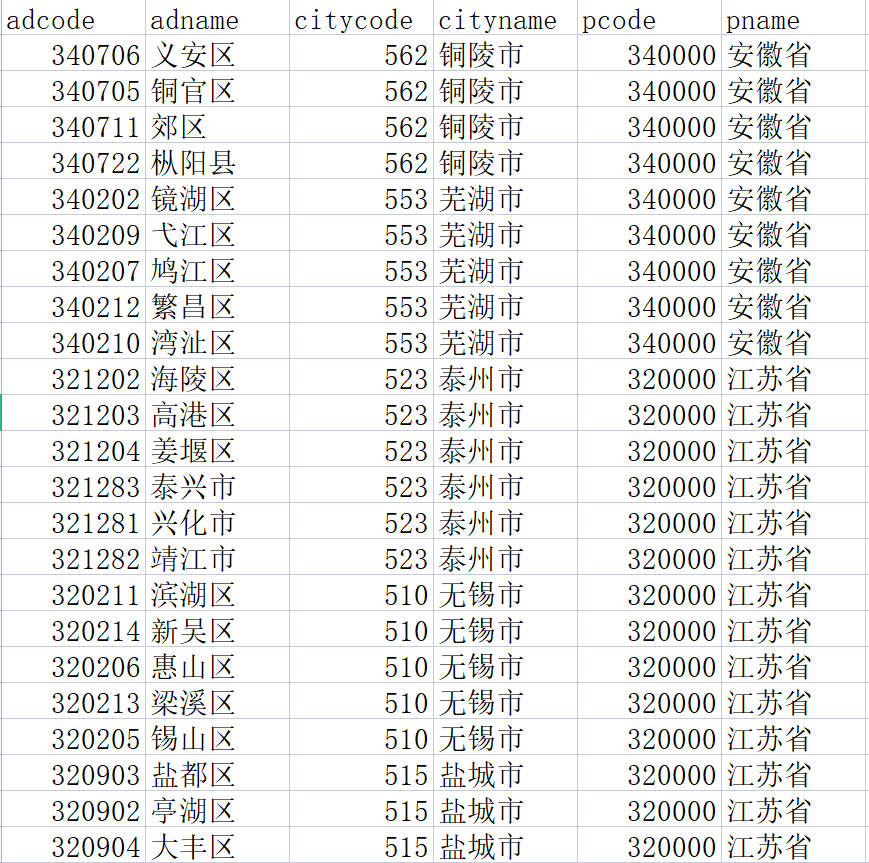 adcode adname citycode cityname pcode pname
340706 义安区 562 铜陵市 340000 安徽省
340705 铜官区 562 铜陵市 340000 安徽省
340711 郊区 562 铜陵市 340000 安徽省
340722 枞阳县 562 铜陵市 340000 安徽省
340202 镜湖区 553 芜湖市 340000 安徽省
340209 弋江区 553 芜湖市 340000 安徽省
340207 鸠江区 553 芜湖市 340000 安徽省
340212 繁昌区 553 芜湖市 340000 安徽省
340210 湾沚区 553 芜湖市 340000 安徽省
321202 海陵区 523 泰州市 320000 江苏省
321203 高港区 523 泰州市 320000 江苏省
321204 姜堰区 523 泰州市 320000 江苏省
321283 泰兴市 523 泰州市 320000 江苏省
321281 兴化市 523 泰州市 320000 江苏省
321282 靖江市 523 泰州市 320000 江苏省
320211 滨湖区 510 无锡市 320000 江苏省
320214 新吴区 510 无锡市 320000 江苏省
320206 惠山区 510 无锡市 320000 江苏省
320213 梁溪区 510 无锡市 320000 江苏省
320205 锡山区 510 无锡市 320000 江苏省
320903 盐都区 515 盐城市 320000 江苏省
320902 亭湖区 515 盐城市 320000 江苏省
320904 大丰区 515 盐城市 320000 江苏省